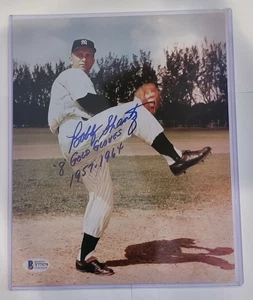 Bobby Shantz
"8 GOLD GLOVES
1957-1964